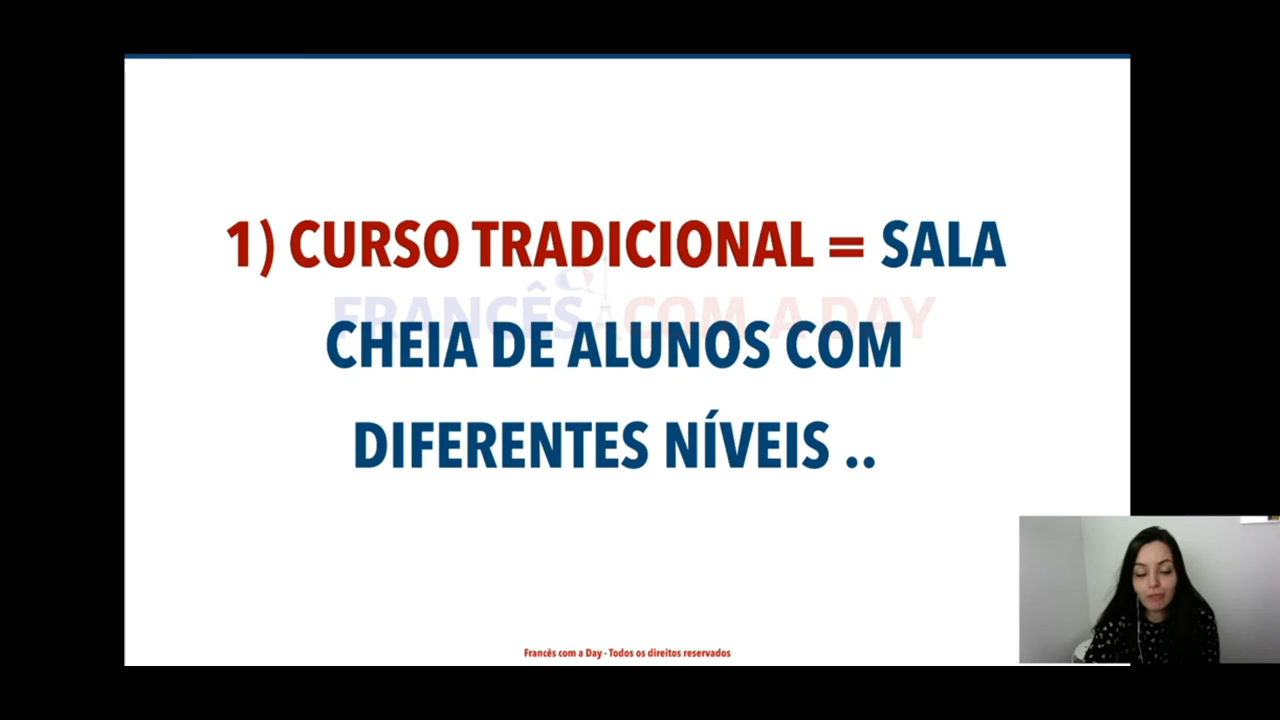 1) CURSO TRADICIONAL = SALA
FRANCÊS COM A DAY
CHEIA DE ALUNOS COM
DIFERENTES NÍVEIS ..
Francês com a Day - Todos os direitos reservados